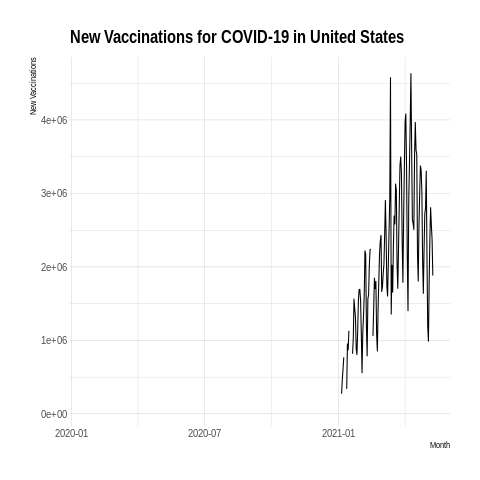 New Vaccinations for COVID-19 in United States
New Vaccinations
4e+06
3e+06
2e+06
1e+06
0e+00
2020-01
2020-07
2021-01
Month